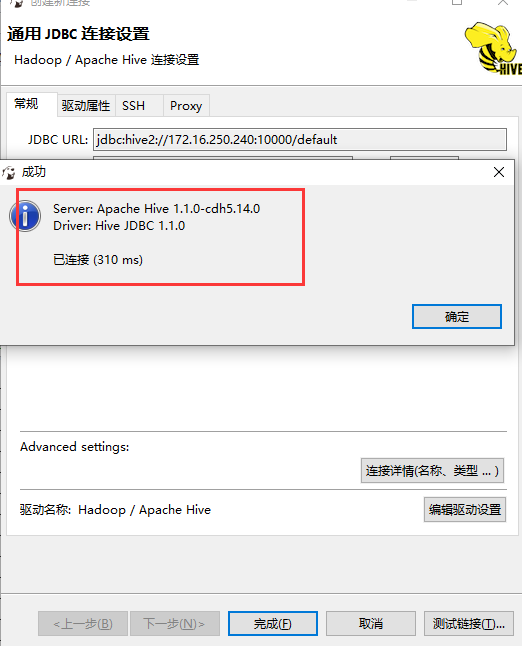 创建新连接
通用 JDBC 连接设置
Hadoop / Apache Hive 连接设置
HIVE
常规 驱动属性 SSH Proxy
JDBC URL: jdbc:hive2://172.16.250.240:10000/default
成功
Server: Apache Hive 1.1.0-cdh5.14.0
Driver: Hive JDBC 1.1.0
已连接 (310 ms)
确定
Advanced settings:
连接详情(名称、类型 ... )
驱动名称: Hadoop / Apache Hive
编辑驱动设置
<上一步(B) 下一步(N)> 完成(F) 取消 测试链接(T)...